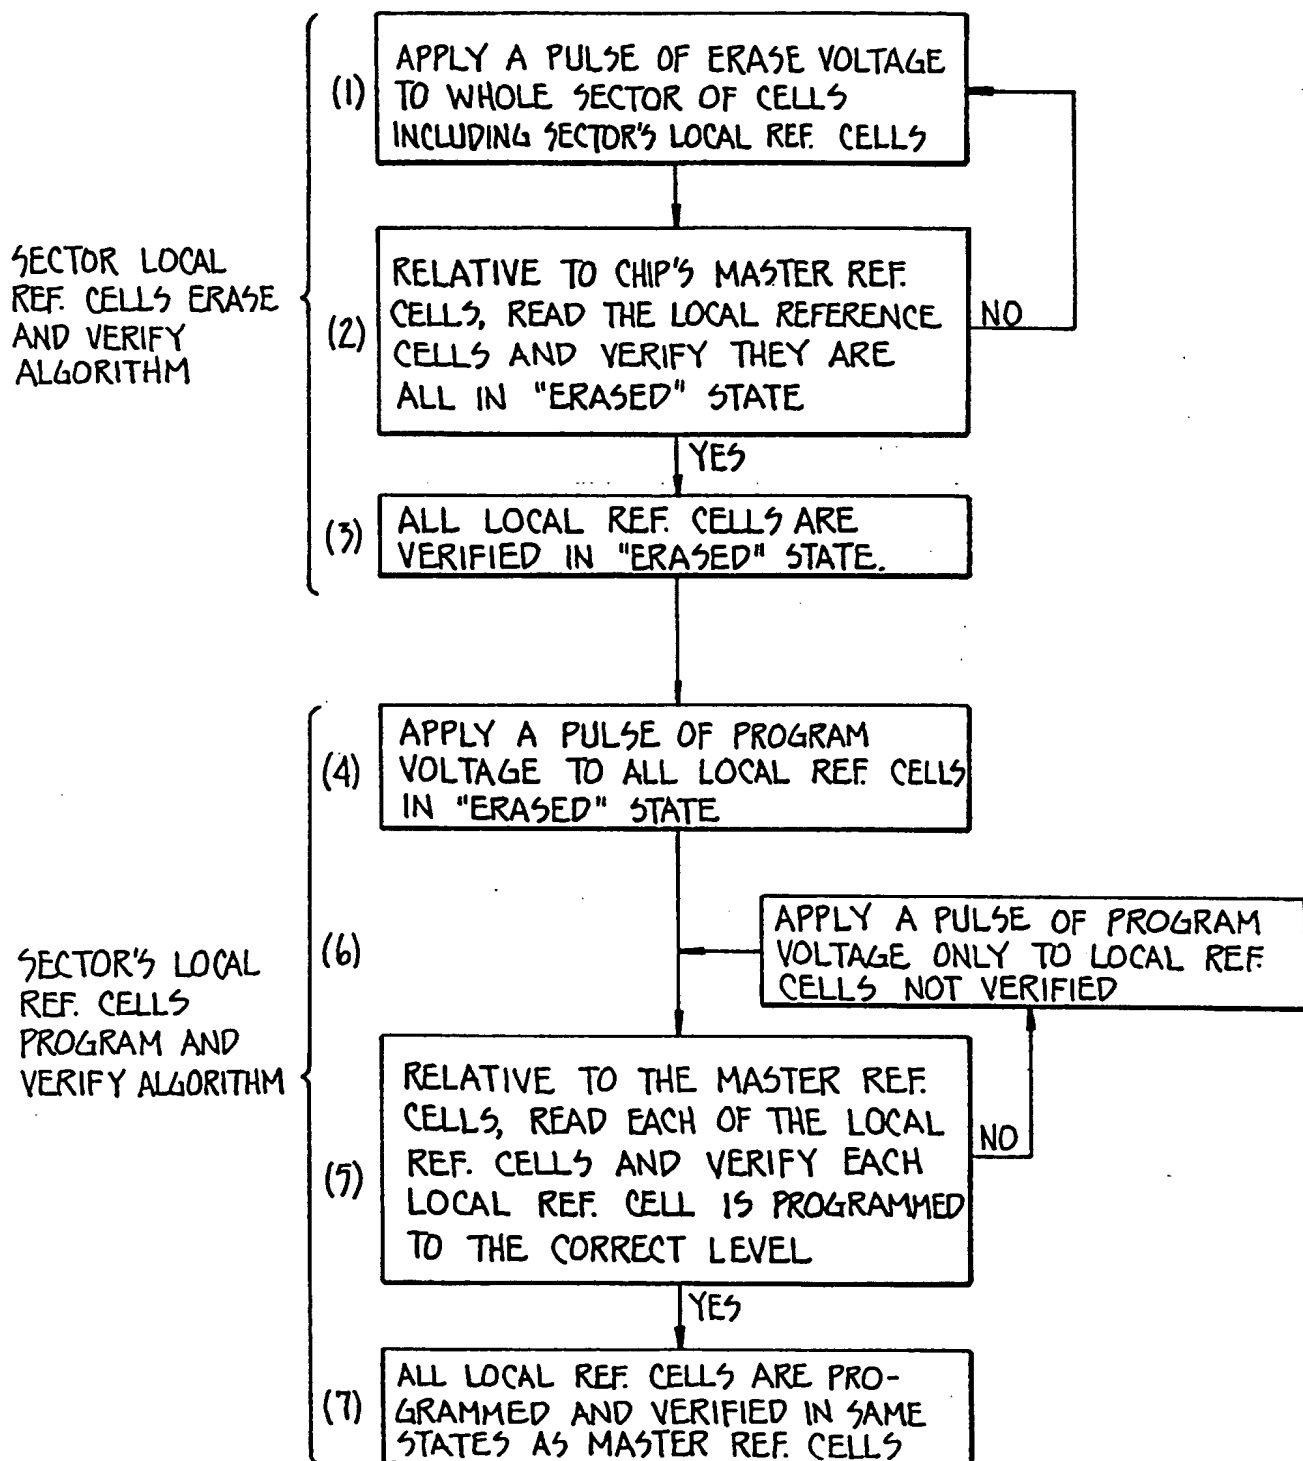 (1)
APPLY A PULSE OF ERASE VOLTAGE
TO WHOLE SECTOR OF CELLS
INCLUDING SECTOR'S LOCAL REF. CELLS
SECTOR LOCAL
REF. CELLS ERASE
AND VERIFY
ALGORITHM
(2)
RELATIVE TO CHIP'S MASTER REF.
CELLS, READ THE LOCAL REFERENCE
CELLS AND VERIFY THEY ARE
ALL IN "ERASED" STATE
NO
YES
(3)
ALL LOCAL REF. CELLS ARE
VERIFIED IN "ERASED" STATE.
(4)
APPLY A PULSE OF PROGRAM
VOLTAGE TO ALL LOCAL REF. CELLS
IN "ERASED" STATE
(6)
APPLY A PULSE OF PROGRAM
VOLTAGE ONLY TO LOCAL REF.
CELLS NOT VERIFIED
SECTOR'S LOCAL
REF. CELLS
PROGRAM AND
VERIFY ALGORITHM
(5)
RELATIVE TO THE MASTER REF.
CELLS, READ EACH OF THE LOCAL
REF. CELLS AND VERIFY EACH
LOCAL REF. CELL IS PROGRAMMED
TO THE CORRECT LEVEL
NO
YES
(7)
ALL LOCAL REF. CELLS ARE PRO-
GRAMMED AND VERIFIED IN SAME
STATES AS MASTER REF. CELLS